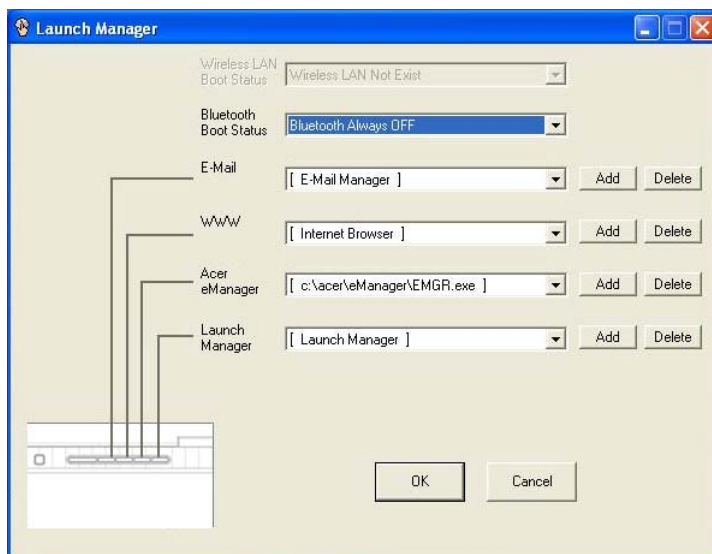 Launch Manager
Wireless LAN
Boot Status
Wireless LAN Not Exist
Bluetooth
Boot Status
Bluetooth Always OFF
E-Mail
[ E-Mail Manager ]
Add
Delete
WWW
[ Internet Browser ]
Add
Delete
Acer
eManager
[ c:\acer\eManager\EMGR.exe ]
Add
Delete
Launch
Manager
[ Launch Manager ]
Add
Delete
OK
Cancel